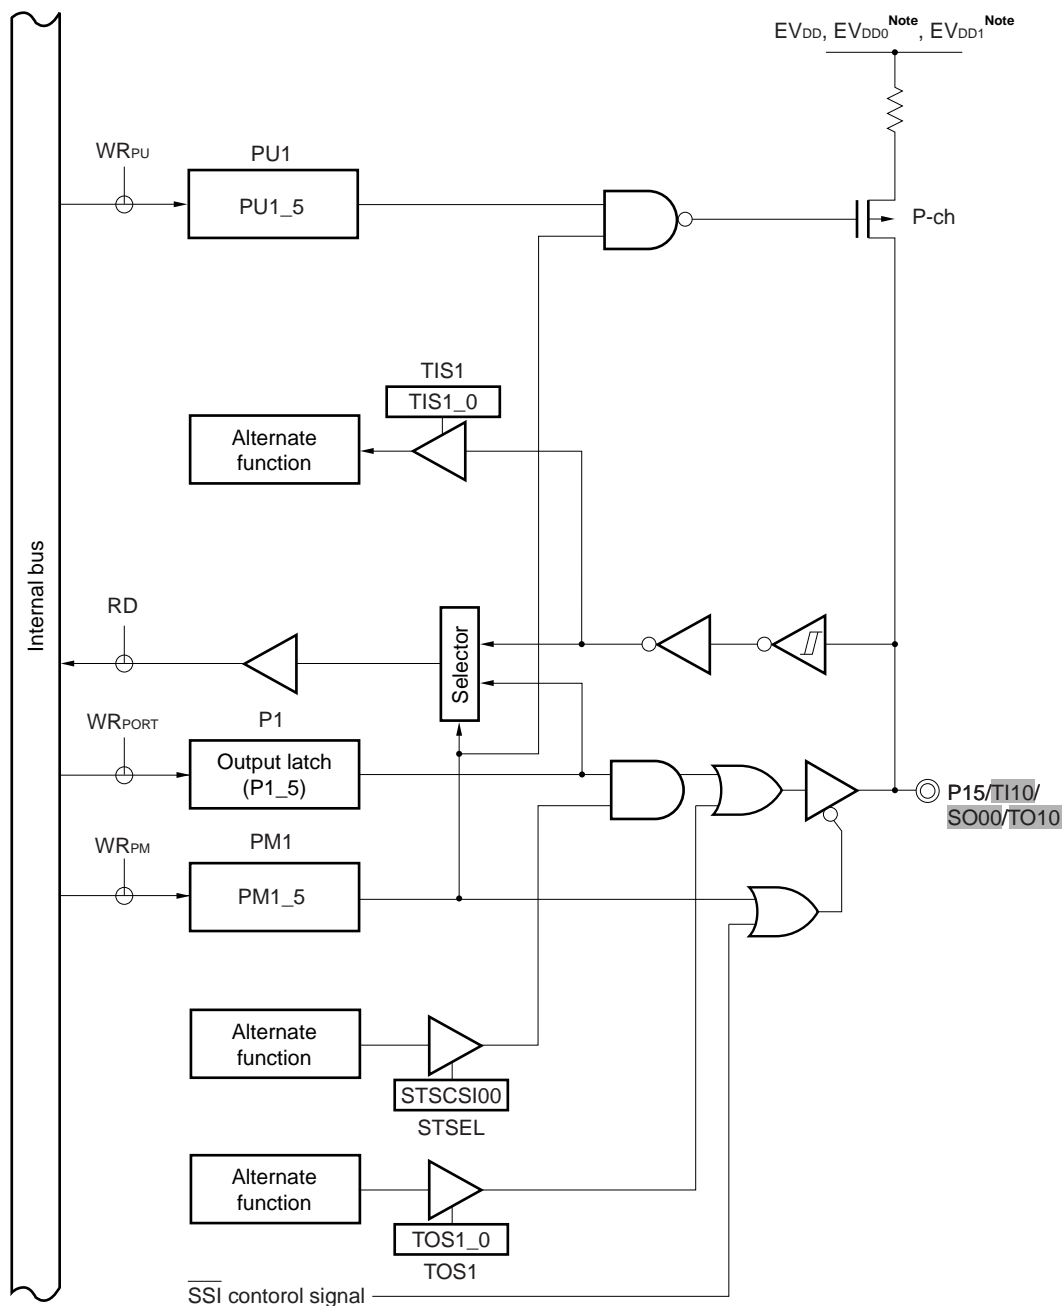 EVDD, EVDD0Note, EVDD1Note
WRPU
PU1
PU1_5
P-ch
TIS1
TIS1_0
Alternate
function
Internal bus
RD
Selector
WRPORT
P1
Output latch
(P1_5)
P15/TI10/
SO00/TO10
WRPM
PM1
PM1_5
Alternate
function
STSCSI00
STSEL
Alternate
function
TOS1_0
TOS1
SSI contorol signal